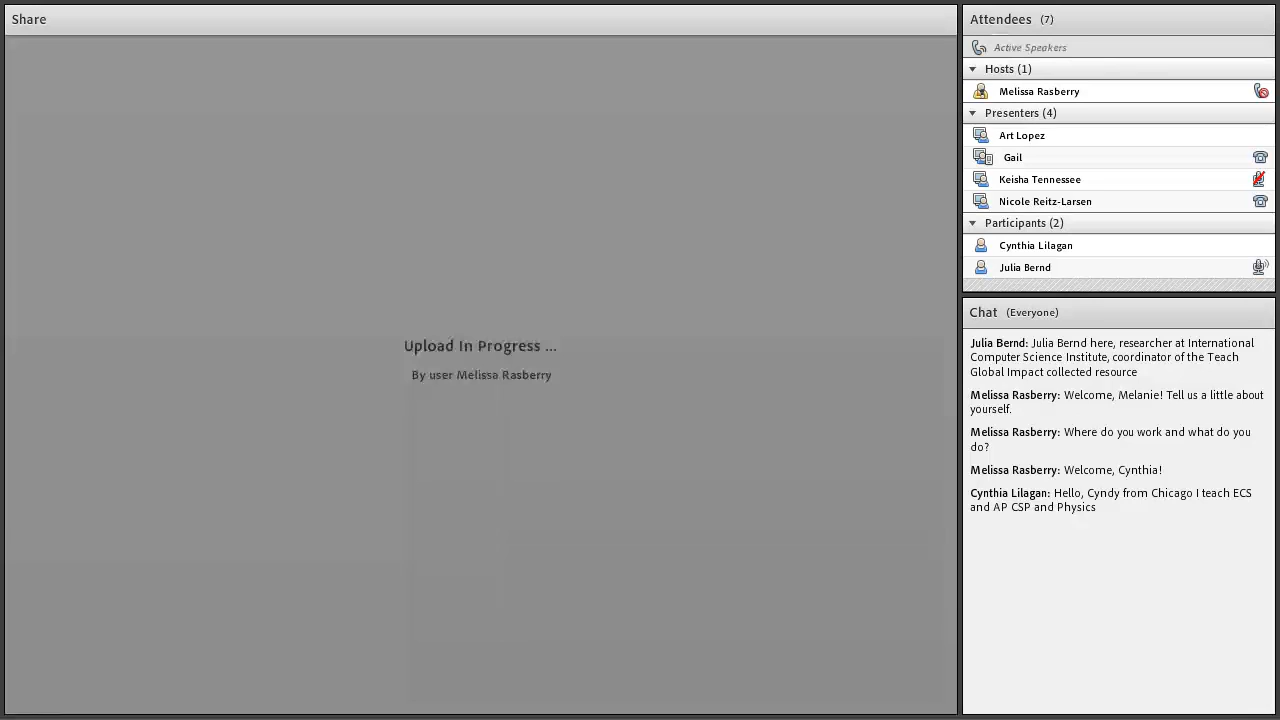 Share
Upload In Progress ...
By user Melissa Rasberry
Attendees (7)
Active Speakers
Hosts (1)
Melissa Rasberry
Presenters (4)
Art Lopez
Gail
Keisha Tennessee
Nicole Reitz-Larsen
Participants (2)
Cynthia Lilagan
Julia Bernd
Chat (Everyone)
Julia Bernd: Julia Bernd here, researcher at International
Computer Science Institute, coordinator of the Teach
Global Impact collected resource
Melissa Rasberry: Welcome, Melanie! Tell us a little about
yourself.
Melissa Rasberry: Where do you work and what do you
do?
Melissa Rasberry: Welcome, Cynthia!
Cynthia Lilagan: Hello, Cyndy from Chicago I teach ECS
and AP CSP and Physics